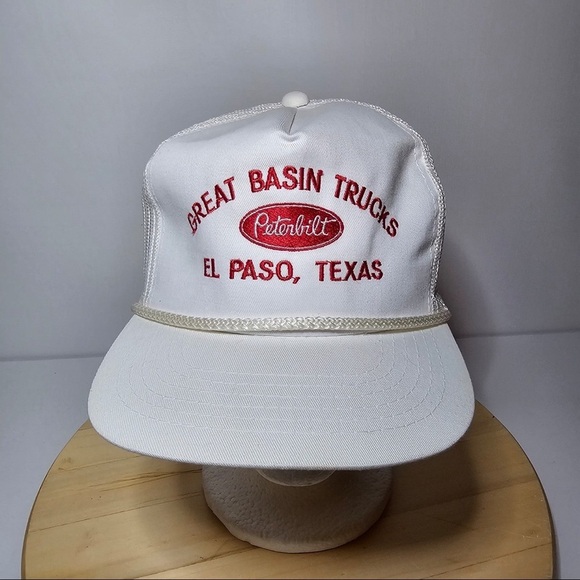 GREAT BASIN TRUCKS
Peterbilt
EL PASO, TEXAS